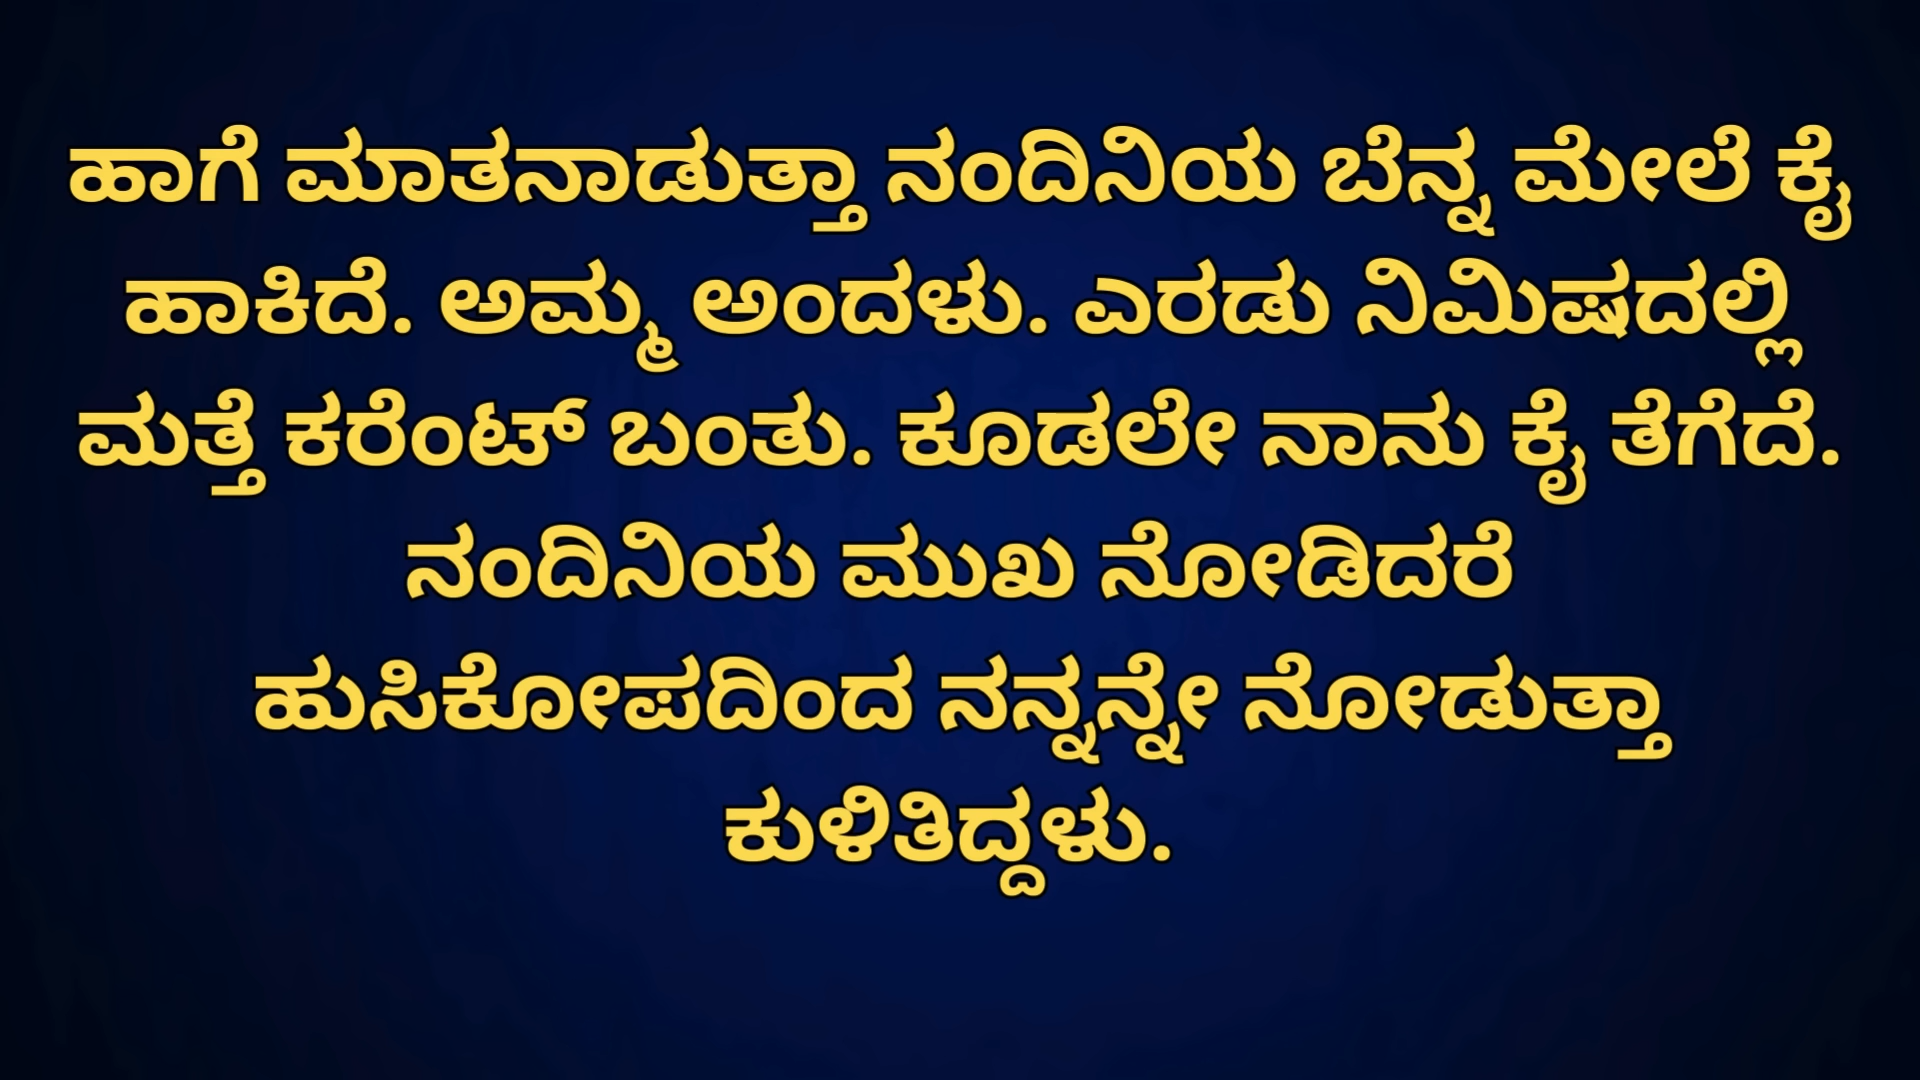 ಹಾಗೆ ಮಾತನಾಡುತ್ತಾ ನಂದಿನಿಯ ಬೆನ್ನ ಮೇಲೆ ಕೈ
ಹಾಕಿದೆ. ಅಮ್ಮ ಅಂದಳು. ಎರಡು ನಿಮಿಷದಲ್ಲಿ
ಮತ್ತೆ ಕರೆಂಟ್ ಬಂತು. ಕೂಡಲೇ ನಾನು ಕೈ ತೆಗೆದೆ.
ನಂದಿನಿಯ ಮುಖ ನೋಡಿದರೆ
ಹುಸಿಕೋಪದಿಂದ ನನ್ನನ್ನೇ ನೋಡುತ್ತಾ
ಕುಳಿತಿದ್ದಳು.